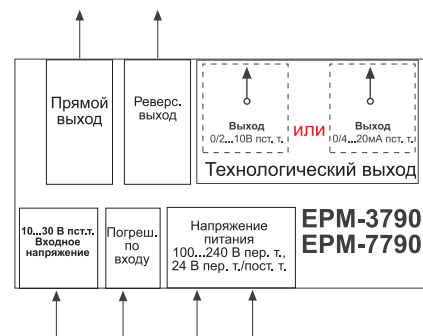 Прямой
выход
Реверс.
выход
Выход
0/2...10В пст. т.
или
Выход
0/4...20мА пст. т.
Технологический выход
10...30 В пст.т.
Входное
напряжение
Погреш.
по
входу
Напряжение
питания
100...240 В пер. т.,
24 В пер. т./пост. т.
EPM-3790
EPM-7790